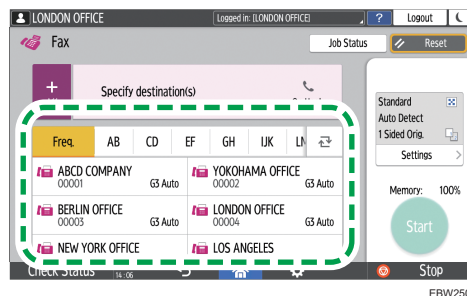 LONDON OFFICE
Logged in: [LONDON OFFICE]
? Logout
Fax
Job Status
Reset
+
Specify destination(s)
Standard
Auto Detect
1 Sided Orig.
Settings >
Freq. AB CD EF GH IJK LN
ABCD COMPANY
00001 G3 Auto
YOKOHAMA OFFICE
00002 G3 Auto
BERLIN OFFICE
00003 G3 Auto
LONDON OFFICE
00004 G3 Auto
NEW YORK OFFICE
LOS ANGELES
Memory: 100%
Start
Check Status
14:06
Stop
EBW250